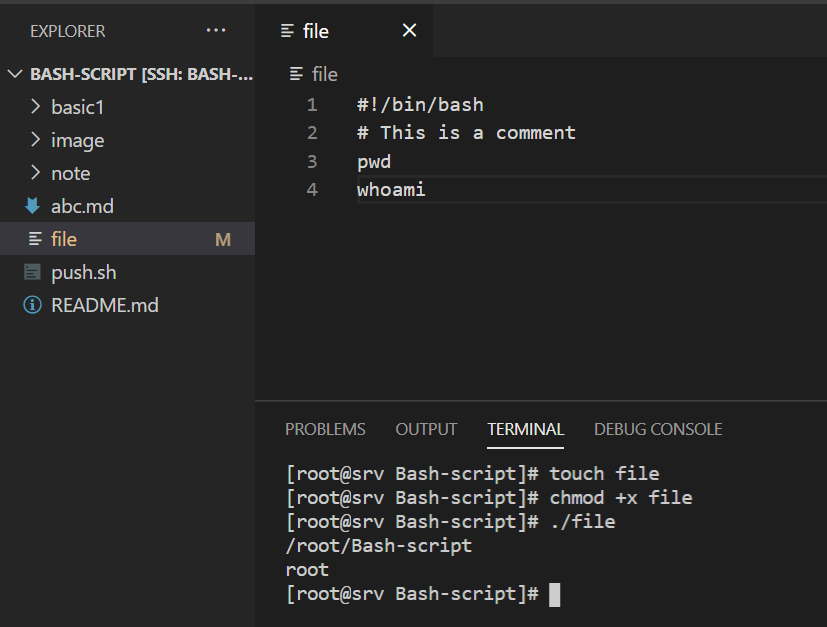 EXPLORER
···
BASH-SCRIPT [SSH: BASH-...
basic1
image
note
abc.md
file M
push.sh
README.md
file
file
1 #!/bin/bash
2 # This is a comment
3 pwd
4 whoami
PROBLEMS OUTPUT TERMINAL DEBUG CONSOLE
[root@srv Bash-script]# touch file
[root@srv Bash-script]# chmod +x file
[root@srv Bash-script]# ./file
/root/Bash-script
root
[root@srv Bash-script]#